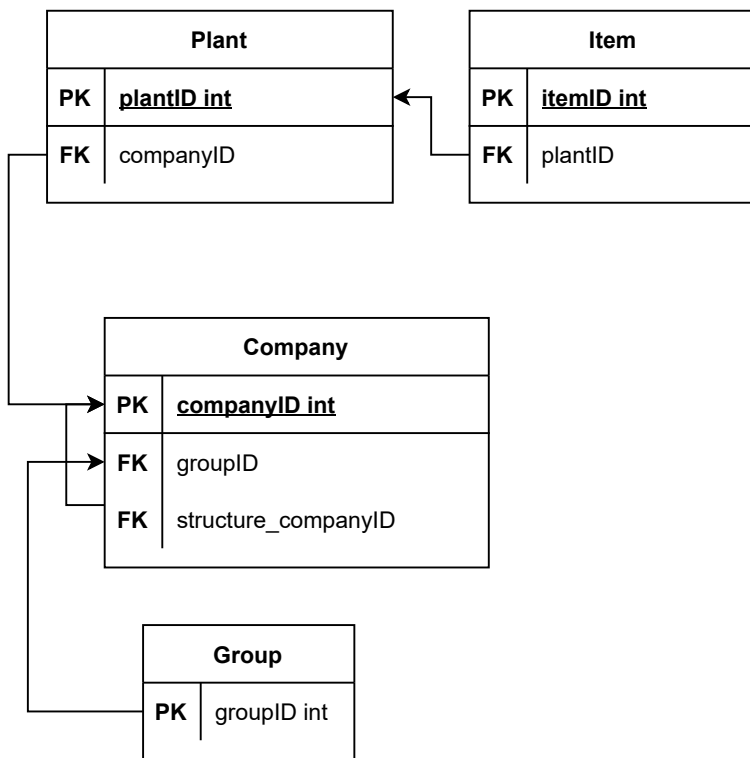 Plant
PK plantID int
FK companyID
Item
PK itemID int
FK plantID
Company
PK companyID int
FK groupID
FK structure_companyID
Group
PK groupID int